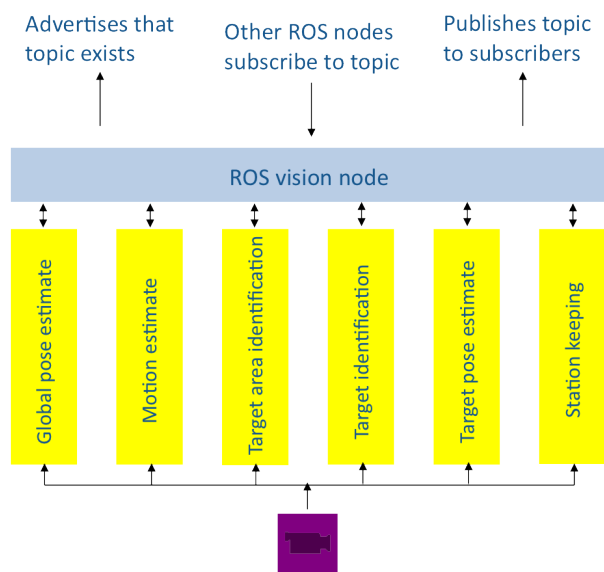 Advertises that
topic exists
Other ROS nodes
subscribe to topic
Publishes topic
to subscribers
ROS vision node
Global pose estimate
Motion estimate
Target area identification
Target identification
Target pose estimate
Station keeping